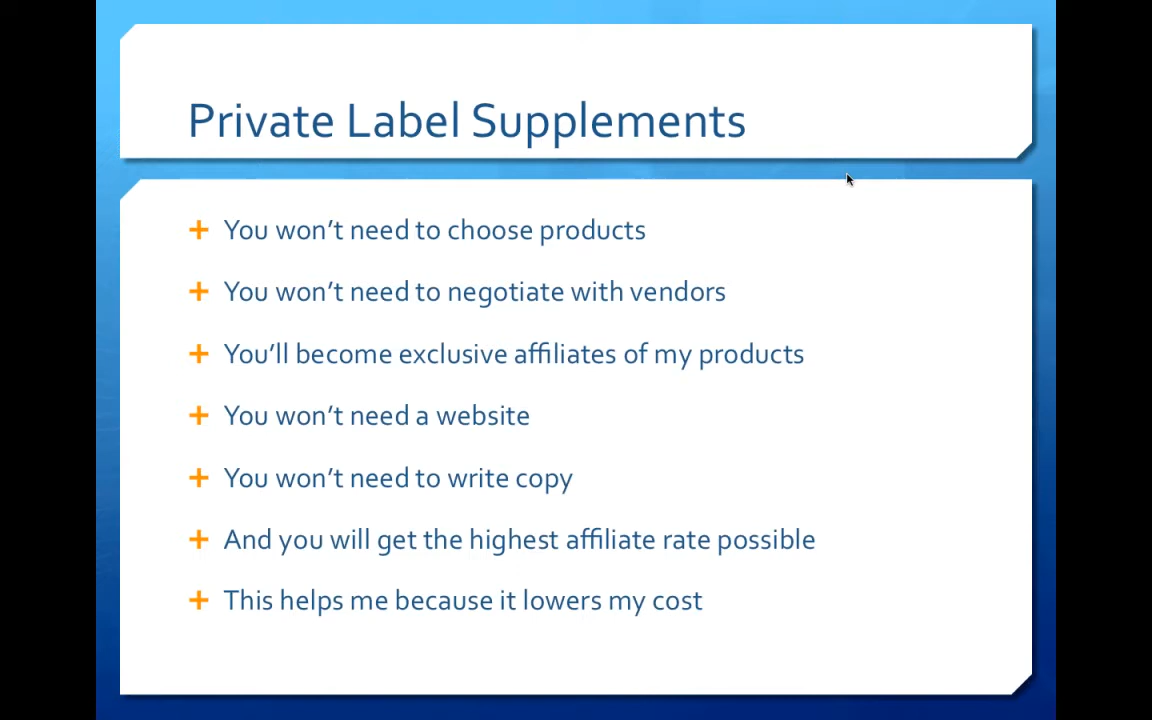 Private Label Supplements
You won’t need to choose products
You won’t need to negotiate with vendors
You’ll become exclusive affiliates of my products
You won’t need a website
You won’t need to write copy
And you will get the highest affiliate rate possible
This helps me because it lowers my cost